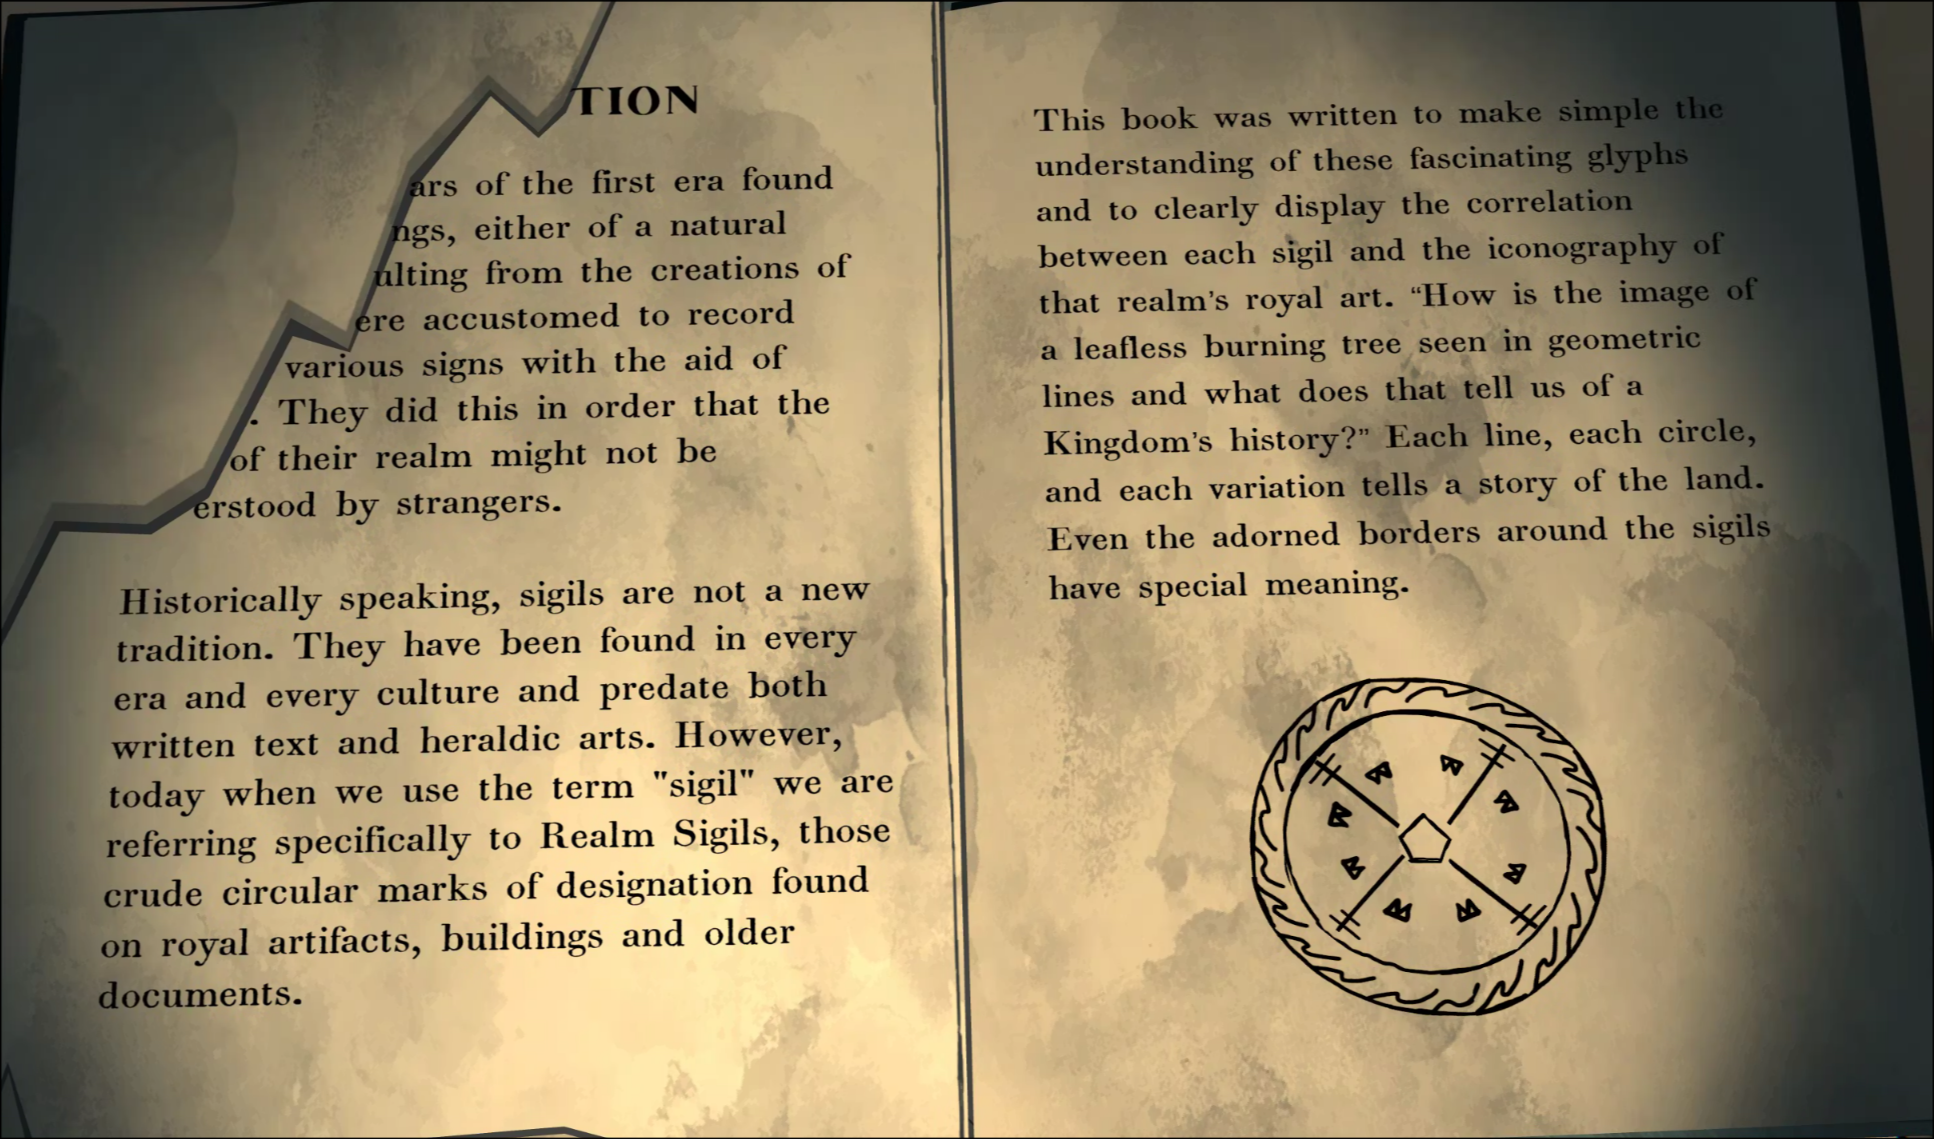 TION
ars of the first era found
ngs, either of a natural
ulting from the creations of
ere accustomed to record
various signs with the aid of
. They did this in order that the
of their realm might not be
erstood by strangers.
Historically speaking, sigils are not a new
tradition. They have been found in every
era and every culture and predate both
written text and heraldic arts. However,
today when we use the term "sigil" we are
referring specifically to Realm Sigils, those
crude circular marks of designation found
on royal artifacts, buildings and older
documents.
This book was written to make simple the
understanding of these fascinating glyphs
and to clearly display the correlation
between each sigil and the iconography of
that realm's royal art. “How is the image of
a leafless burning tree seen in geometric
lines and what does that tell us of a
Kingdom's history?” Each line, each circle,
and each variation tells a story of the land.
Even the adorned borders around the sigils
have special meaning.